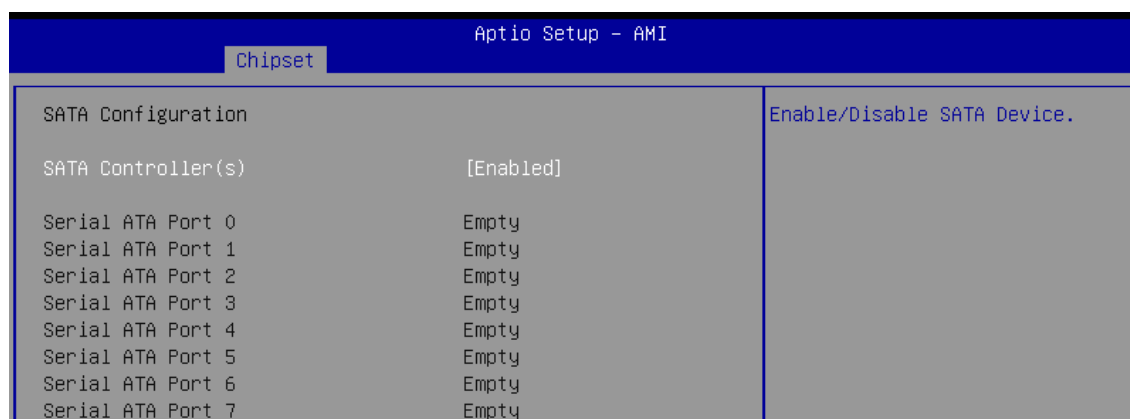 Aptio Setup – AMI
Chipset
SATA Configuration
Enable/Disable SATA Device.
SATA Controller(s) [Enabled]
Serial ATA Port 0 Empty
Serial ATA Port 1 Empty
Serial ATA Port 2 Empty
Serial ATA Port 3 Empty
Serial ATA Port 4 Empty
Serial ATA Port 5 Empty
Serial ATA Port 6 Empty
Serial ATA Port 7 Empty